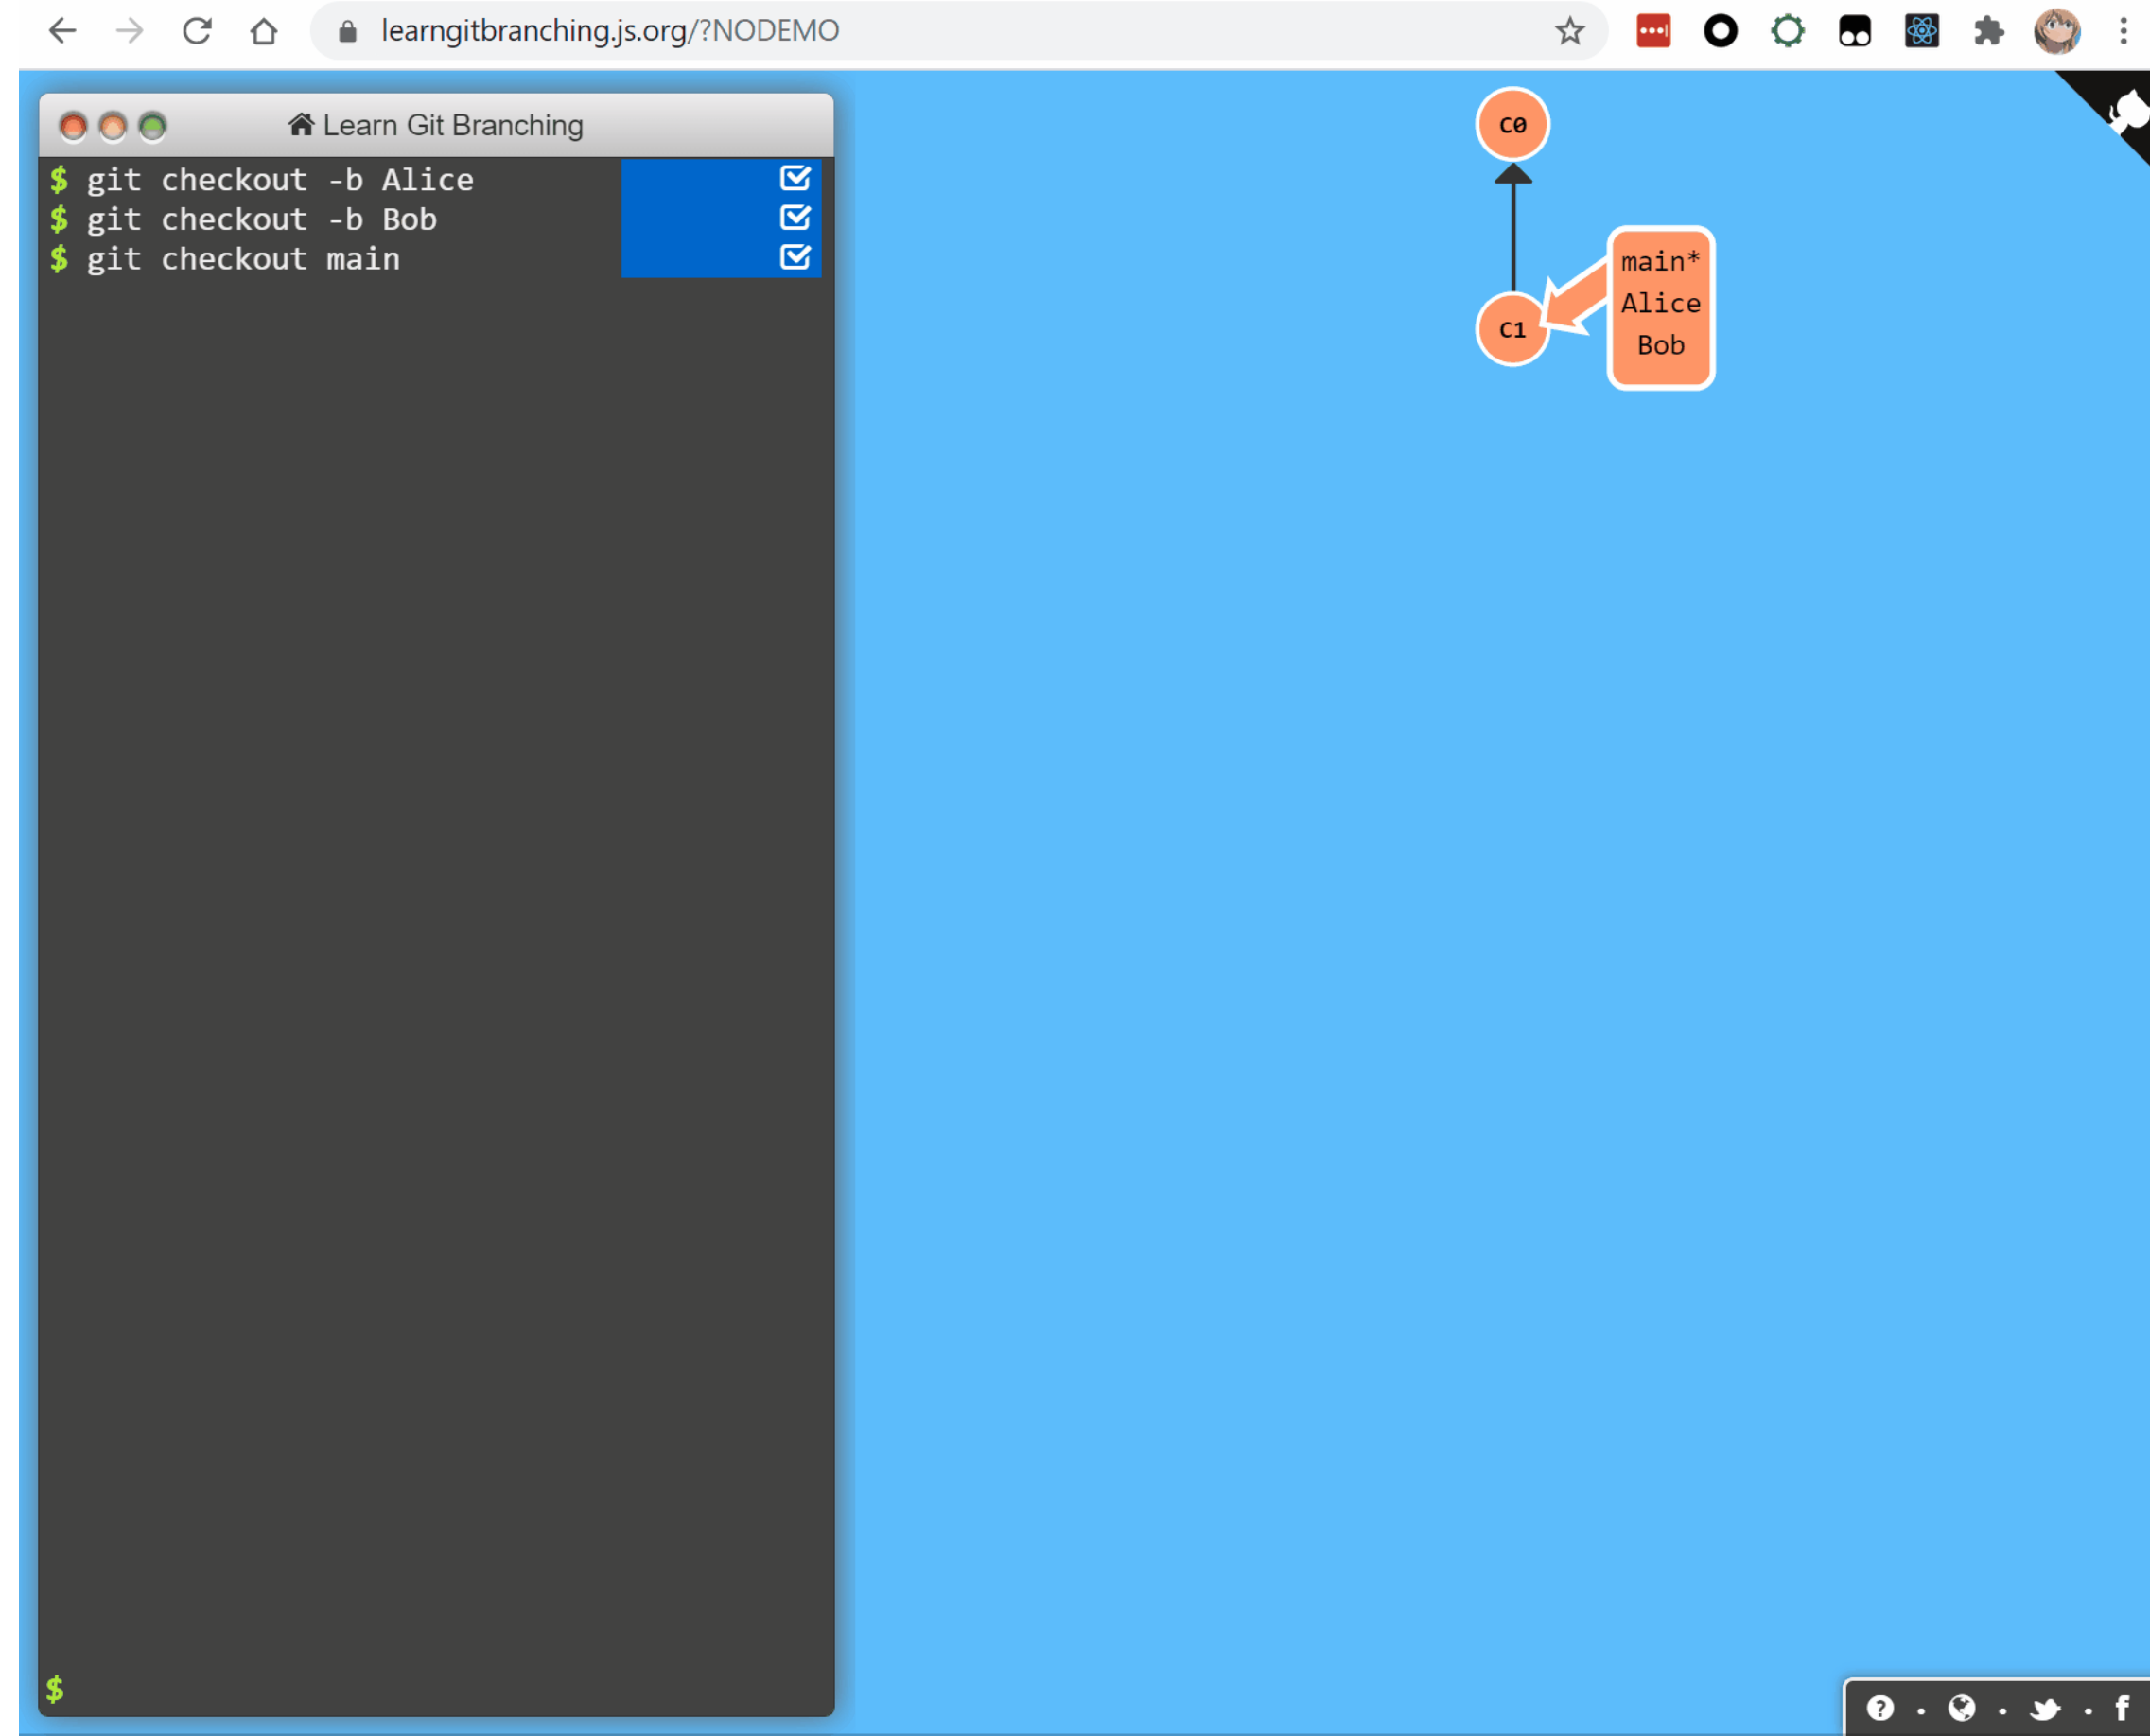 learngitbranching.js.org/?NODEMO
Learn Git Branching
$ git checkout -b Alice
$ git checkout -b Bob
$ git checkout main
$
C0
C1
main*
Alice
Bob